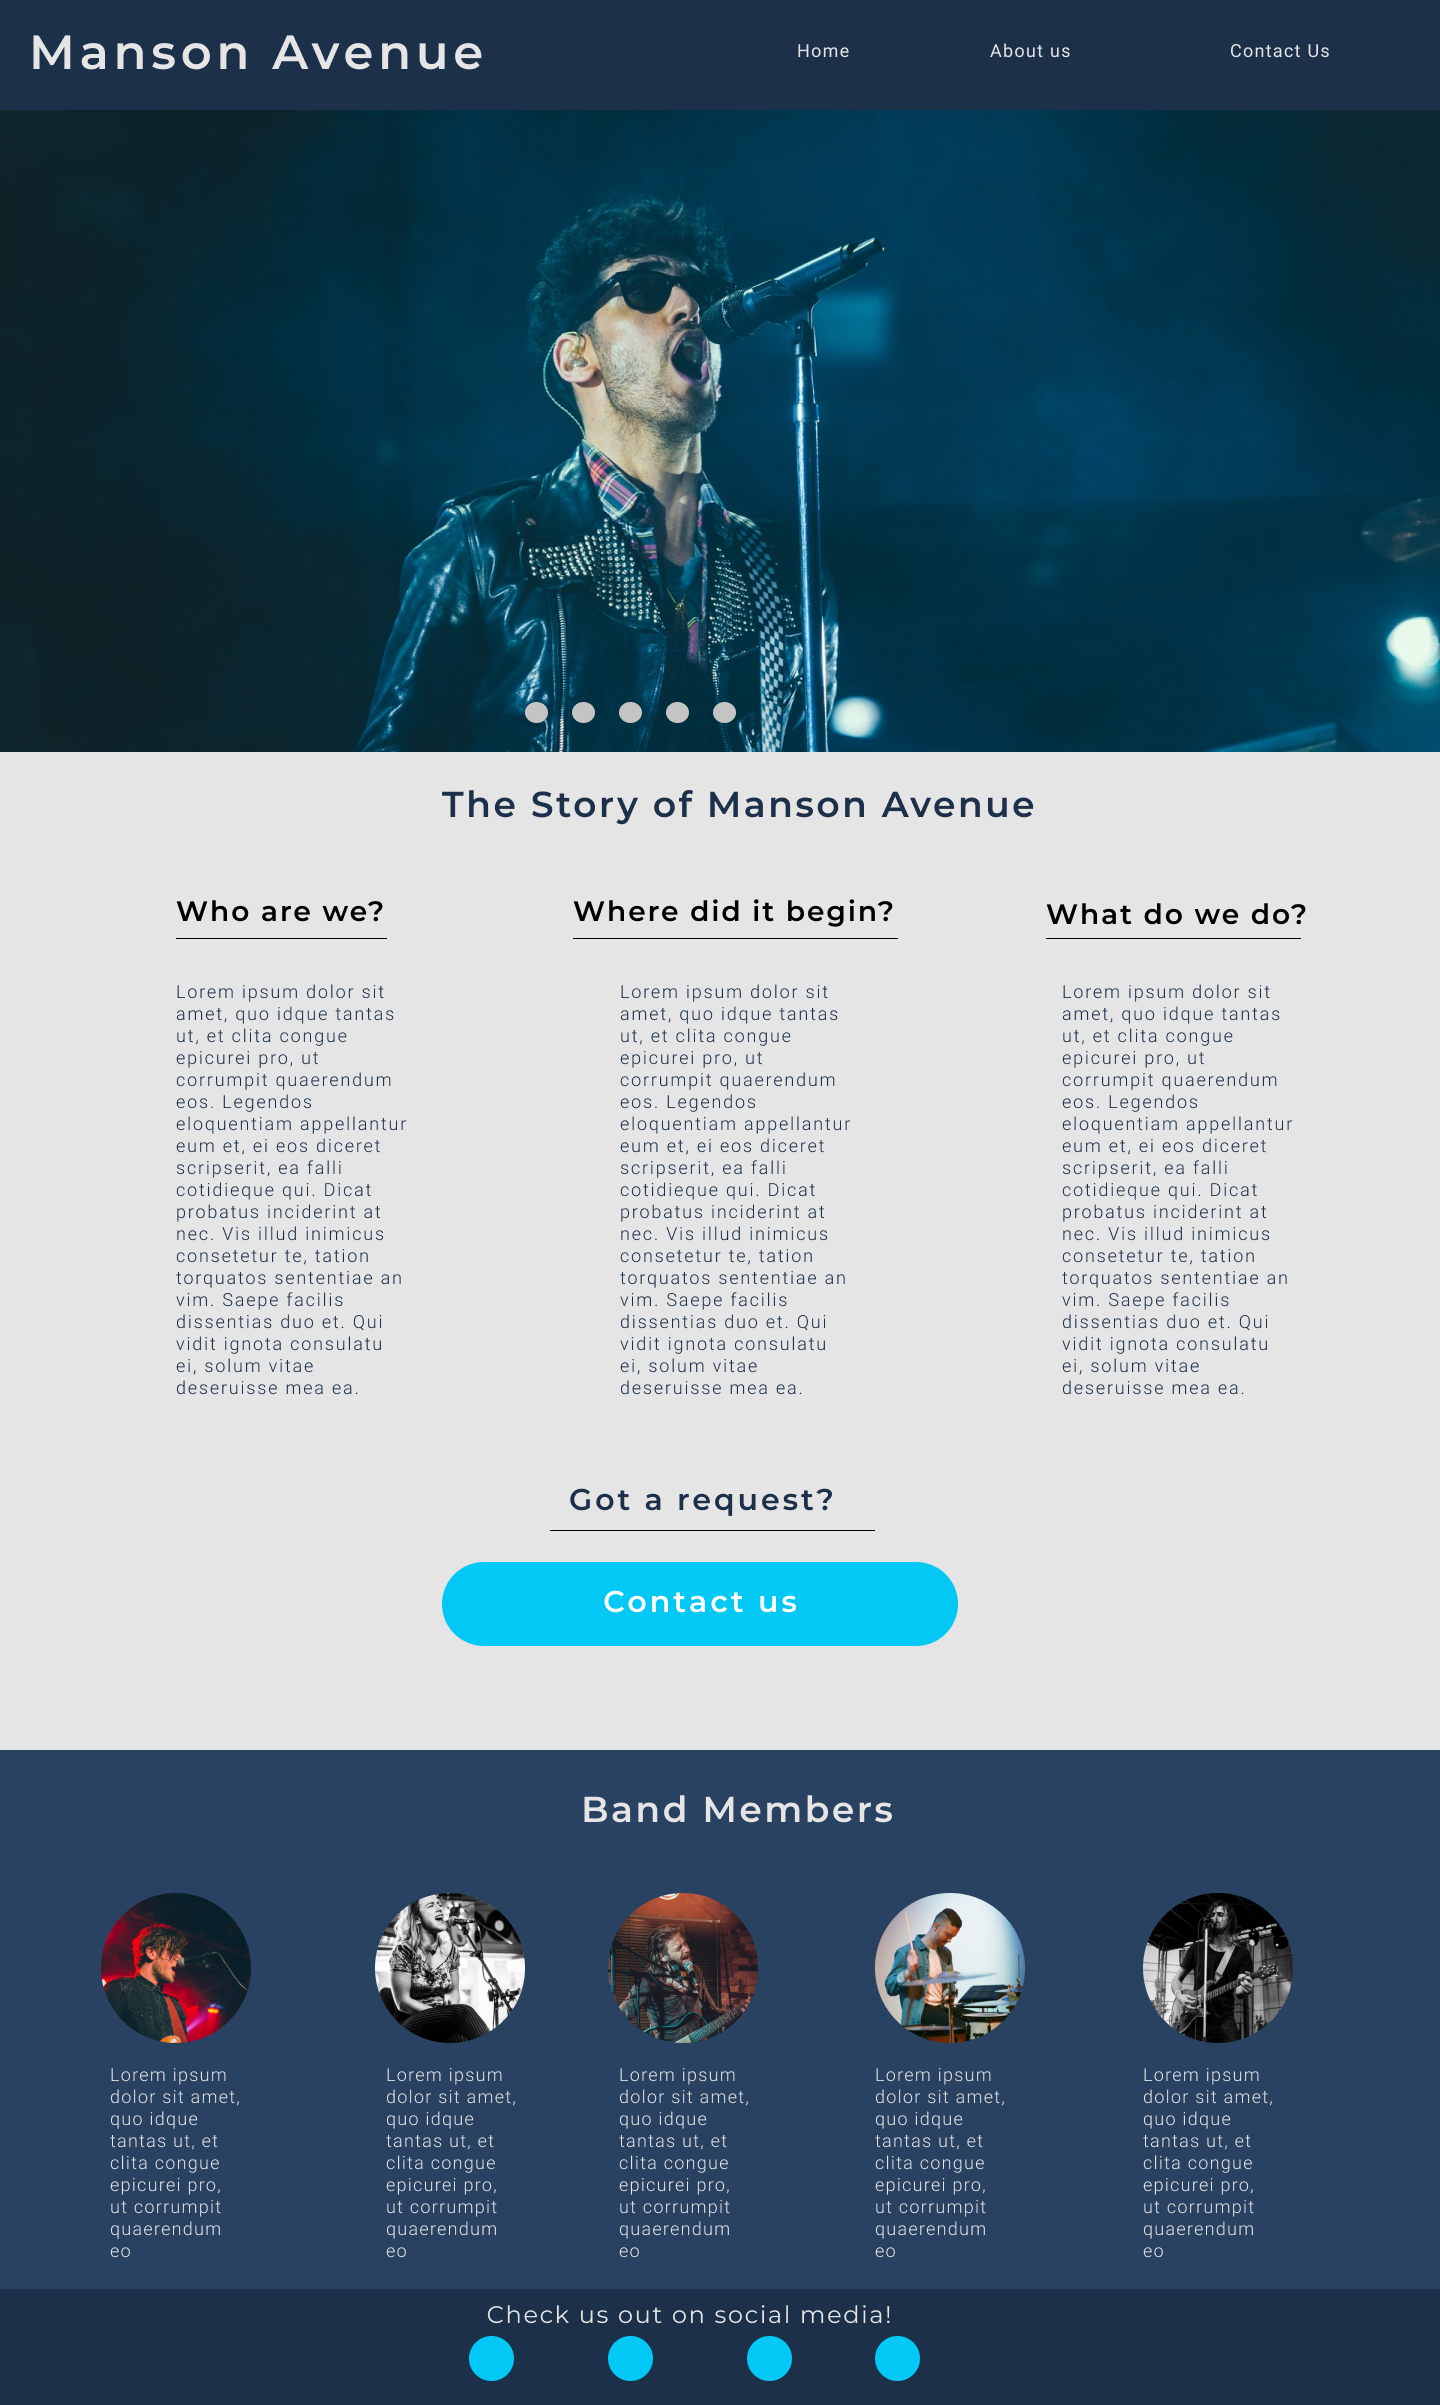 Manson Avenue
Home
About us
Contact Us
The Story of Manson Avenue
Who are we?
Lorem ipsum dolor sit
amet, quo idque tantas
ut, et clita congue
epicurei pro, ut
corrumpit quaerendum
eos. Legendos
eloquentiam appellantur
eum et, ei eos diceret
scripserit, ea falli
cotidieque qui. Dicat
probatus inciderint at
nec. Vis illud inimicus
consetetur te, tation
torquatos sententiae an
vim. Saepe facilis
dissentias duo et. Qui
vidit ignota consulatu
ei, solum vitae
deseruisse mea ea.
Where did it begin?
Lorem ipsum dolor sit
amet, quo idque tantas
ut, et clita congue
epicurei pro, ut
corrumpit quaerendum
eos. Legendos
eloquentiam appellantur
eum et, ei eos diceret
scripserit, ea falli
cotidieque qui. Dicat
probatus inciderint at
nec. Vis illud inimicus
consetetur te, tation
torquatos sententiae an
vim. Saepe facilis
dissentias duo et. Qui
vidit ignota consulatu
ei, solum vitae
deseruisse mea ea.
What do we do?
Lorem ipsum dolor sit
amet, quo idque tantas
ut, et clita congue
epicurei pro, ut
corrumpit quaerendum
eos. Legendos
eloquentiam appellantur
eum et, ei eos diceret
scripserit, ea falli
cotidieque qui. Dicat
probatus inciderint at
nec. Vis illud inimicus
consetetur te, tation
torquatos sententiae an
vim. Saepe facilis
dissentias duo et. Qui
vidit ignota consulatu
ei, solum vitae
deseruisse mea ea.
Got a request?
Contact us
Band Members
Lorem ipsum
dolor sit amet,
quo idque
tantas ut, et
clita congue
epicurei pro,
ut corrumpit
quaerendum
eo
Lorem ipsum
dolor sit amet,
quo idque
tantas ut, et
clita congue
epicurei pro,
ut corrumpit
quaerendum
eo
Lorem ipsum
dolor sit amet,
quo idque
tantas ut, et
clita congue
epicurei pro,
ut corrumpit
quaerendum
eo
Lorem ipsum
dolor sit amet,
quo idque
tantas ut, et
clita congue
epicurei pro,
ut corrumpit
quaerendum
eo
Lorem ipsum
dolor sit amet,
quo idque
tantas ut, et
clita congue
epicurei pro,
ut corrumpit
quaerendum
eo
Check us out on social media!